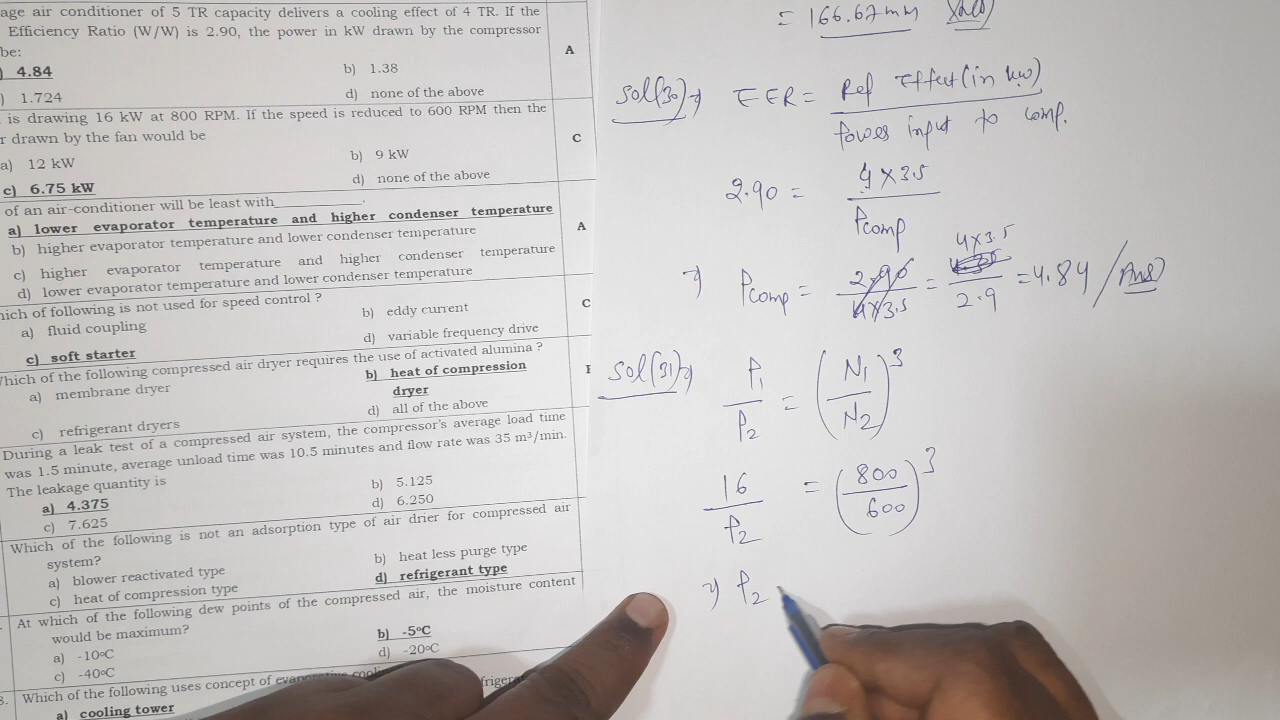 age air conditioner of 5 TR capacity delivers a cooling effect of 4 TR. If the
Efficiency Ratio (W/W) is 2.90, the power in kW drawn by the compressor
be:
) 4.84
b) 1.38
A
) 1.724
d) none of the above
is drawing 16 kW at 800 RPM. If the speed is reduced to 600 RPM then the
r drawn by the fan would be
a) 12 kW
b) 9 kW
C
c) 6.75 kW
d) none of the above
of an air-conditioner will be least with
a) lower evaporator temperature and higher condenser temperature
b) higher evaporator temperature and lower condenser temperature
A
c) higher evaporator temperature and higher condenser temperature
d) lower evaporator temperature and lower condenser temperature
hich of following is not used for speed control ?
a) fluid coupling
b) eddy current
C
c) soft starter
d) variable frequency drive
Which of the following compressed air dryer requires the use of activated alumina ?
a) membrane dryer
b) heat of compression
dryer
c) refrigerant dryers
d) all of the above
During a leak test of a compressed air system, the compressor's average load time
was 1.5 minute, average unload time was 10.5 minutes and flow rate was 35 m³/min.
The leakage quantity is
a) 4.375
b) 5.125
c) 7.625
d) 6.250
Which of the following is not an adsorption type of air drier for compressed air
system?
a) blower reactivated type
b) heat less purge type
c) heat of compression type
d) refrigerant type
At which of the following dew points of the compressed air, the moisture content
would be maximum?
a) -10°C
b) -5°C
c) -40°C
d) -20°C
Which of the following uses concept of evaporative
a) cooling tower
= 166.67 mm
Sol(30)→ EER = Ref Effect (in kw)
Power input to comp.
2.90 = 4 X 3.5
Pcomp
4x3.5
Pcomp = 2.90 = = 4.84 / Ans
4x3.5 2.9
Sol(31)→ P1 = (N1)3
P2 N2
16 = (800)3
P2 600
P2